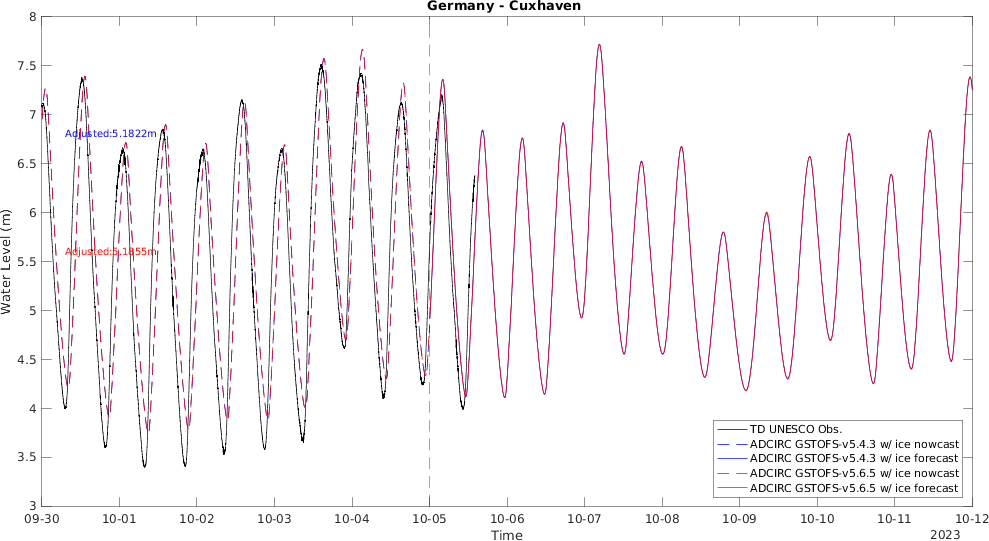 Germany - Cuxhaven
8
7.5
7
6.5
6
5.5
5
4.5
4
3.5
3
Water Level (m)
Adjusted:5.1822m
Adjusted:5.1855m
TD UNESCO Obs.
ADCIRC GSTOFS-v5.4.3 w/ ice nowcast
ADCIRC GSTOFS-v5.4.3 w/ ice forecast
ADCIRC GSTOFS-v5.6.5 w/ ice nowcast
ADCIRC GSTOFS-v5.6.5 w/ ice forecast
09-30 10-01 10-02 10-03 10-04 10-05 10-06 10-07 10-08 10-09 10-10 10-11 10-12
Time
2023